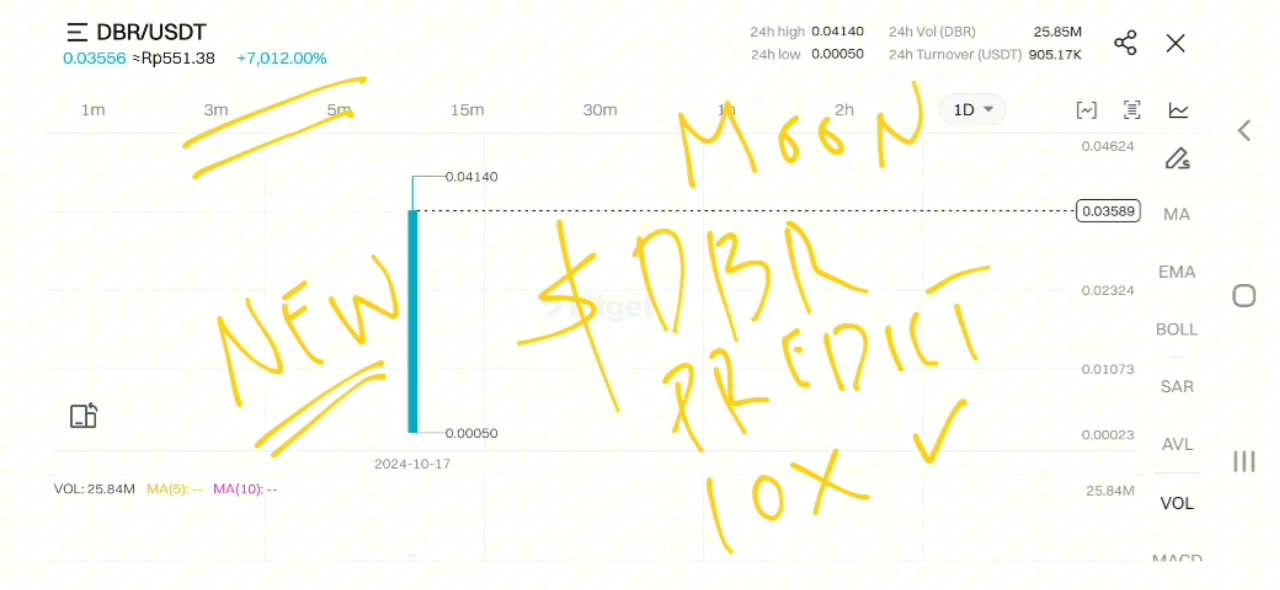 DBR/USDT
0.03556 ≈Rp551.38 +7,012.00%
24h high 0.04140 24h Vol (DBR) 25.85M
24h low 0.00050 24h Turnover (USDT) 905.17K
1m 3m 5m 15m 30m 1h 2h 1D
MOON
0.04624
0.04140
0.03589
MA
NEW
$DBR
EMA
bitget
0.02324
PREDICT
BOLL
0.01073
SAR
0.00050
0.00023
AVL
2024-10-17
10X
VOL: 25.84M MA(5): -- MA(10): --
25.84M
VOL
MACD